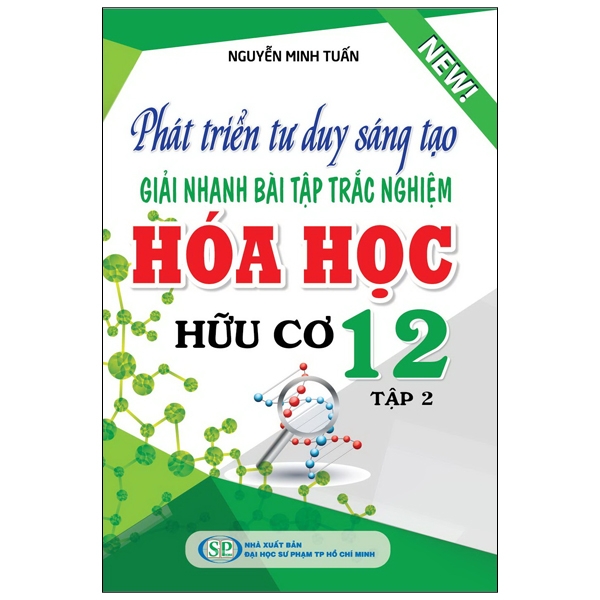 NGUYỄN MINH TUẤN
NEW!
Phát triển tư duy sáng tạo
GIẢI NHANH BÀI TẬP TRẮC NGHIỆM
HÓA HỌC
HỮU CƠ 12
TẬP 2
SP
NHÀ XUẤT BẢN
ĐẠI HỌC SƯ PHẠM TP HỒ CHÍ MINH